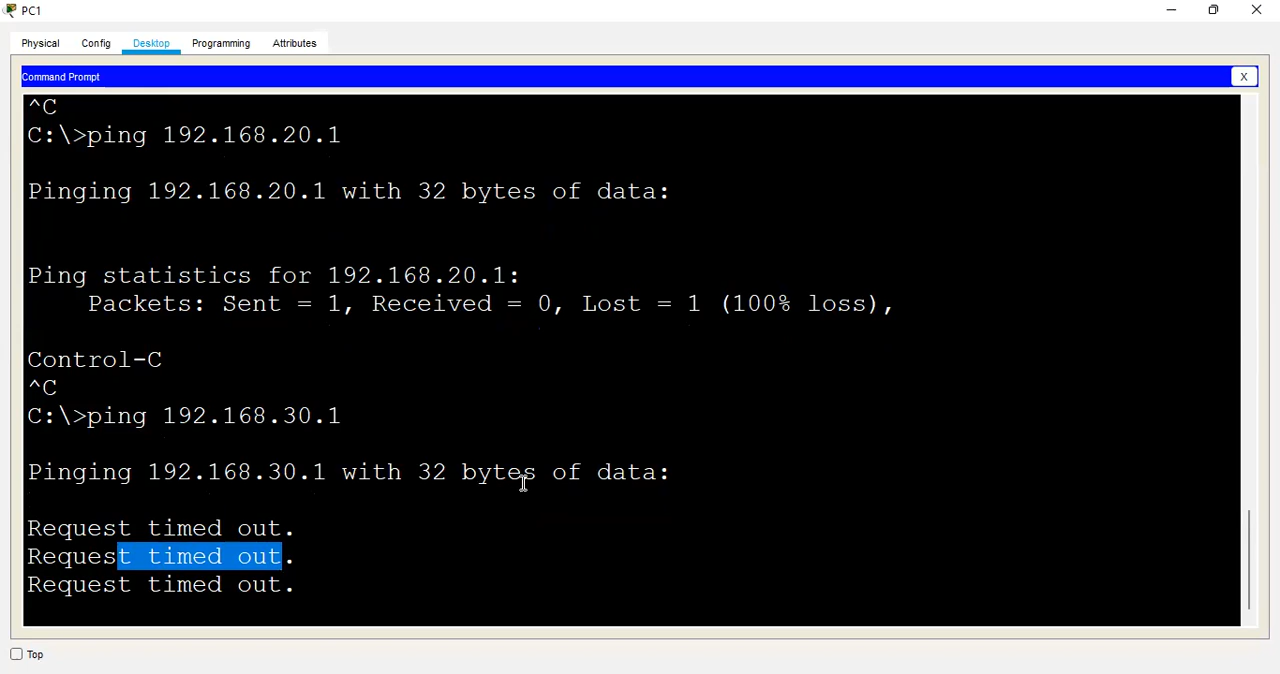 PC1
Physical Config Desktop Programming Attributes
Command Prompt X
^C
C:\>ping 192.168.20.1
Pinging 192.168.20.1 with 32 bytes of data:
Ping statistics for 192.168.20.1:
    Packets: Sent = 1, Received = 0, Lost = 1 (100% loss),
Control-C
^C
C:\>ping 192.168.30.1
Pinging 192.168.30.1 with 32 bytes of data:
Request timed out.
Request timed out.
Request timed out.
Top